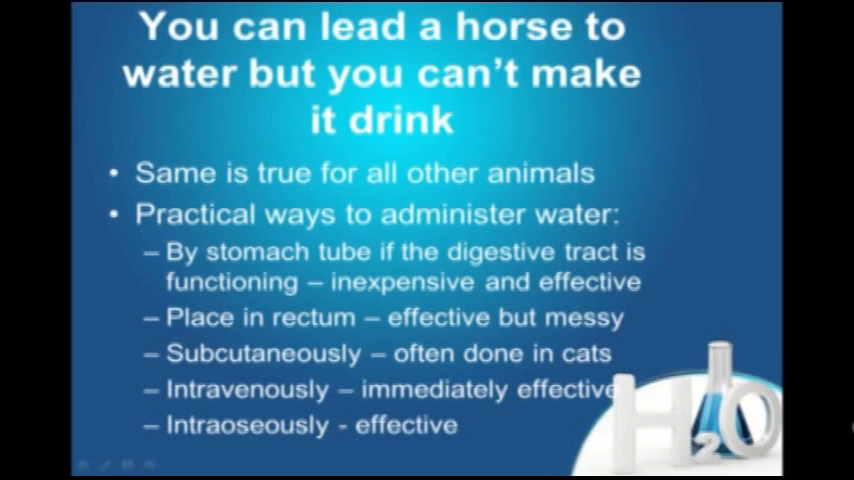 You can lead a horse to
water but you can't make
it drink
• Same is true for all other animals
• Practical ways to administer water:
– By stomach tube if the digestive tract is
functioning – inexpensive and effective
– Place in rectum – effective but messy
– Subcutaneously – often done in cats
– Intravenously – immediately effective
– Intraoseously - effective
H2O